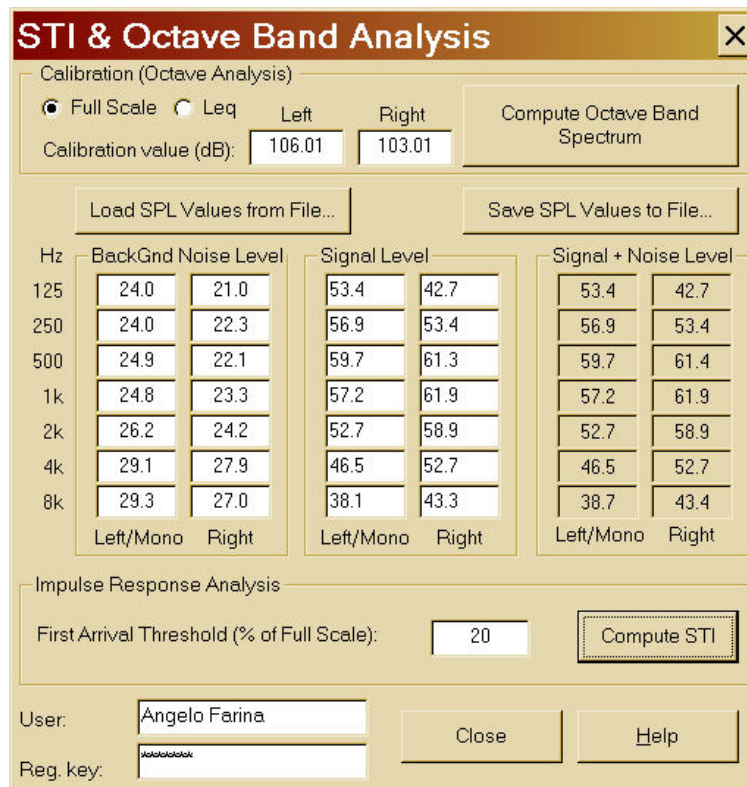 STI & Octave Band Analysis
Calibration (Octave Analysis)
Full Scale Leq Left Right
Calibration value (dB): 106.01 103.01
Compute Octave Band
Spectrum
Load SPL Values from File... Save SPL Values to File...
Hz BackGnd Noise Level Signal Level Signal + Noise Level
125 24.0 21.0 53.4 42.7 53.4 42.7
250 24.0 22.3 56.9 53.4 56.9 53.4
500 24.9 22.1 59.7 61.3 59.7 61.4
1k 24.8 23.3 57.2 61.9 57.2 61.9
2k 26.2 24.2 52.7 58.9 52.7 58.9
4k 29.1 27.9 46.5 52.7 46.5 52.7
8k 29.3 27.0 38.1 43.3 38.7 43.4
Left/Mono Right Left/Mono Right Left/Mono Right
Impulse Response Analysis
First Arrival Threshold (% of Full Scale): 20 Compute STI
User: Angelo Farina
Reg. key: ********
Close Help